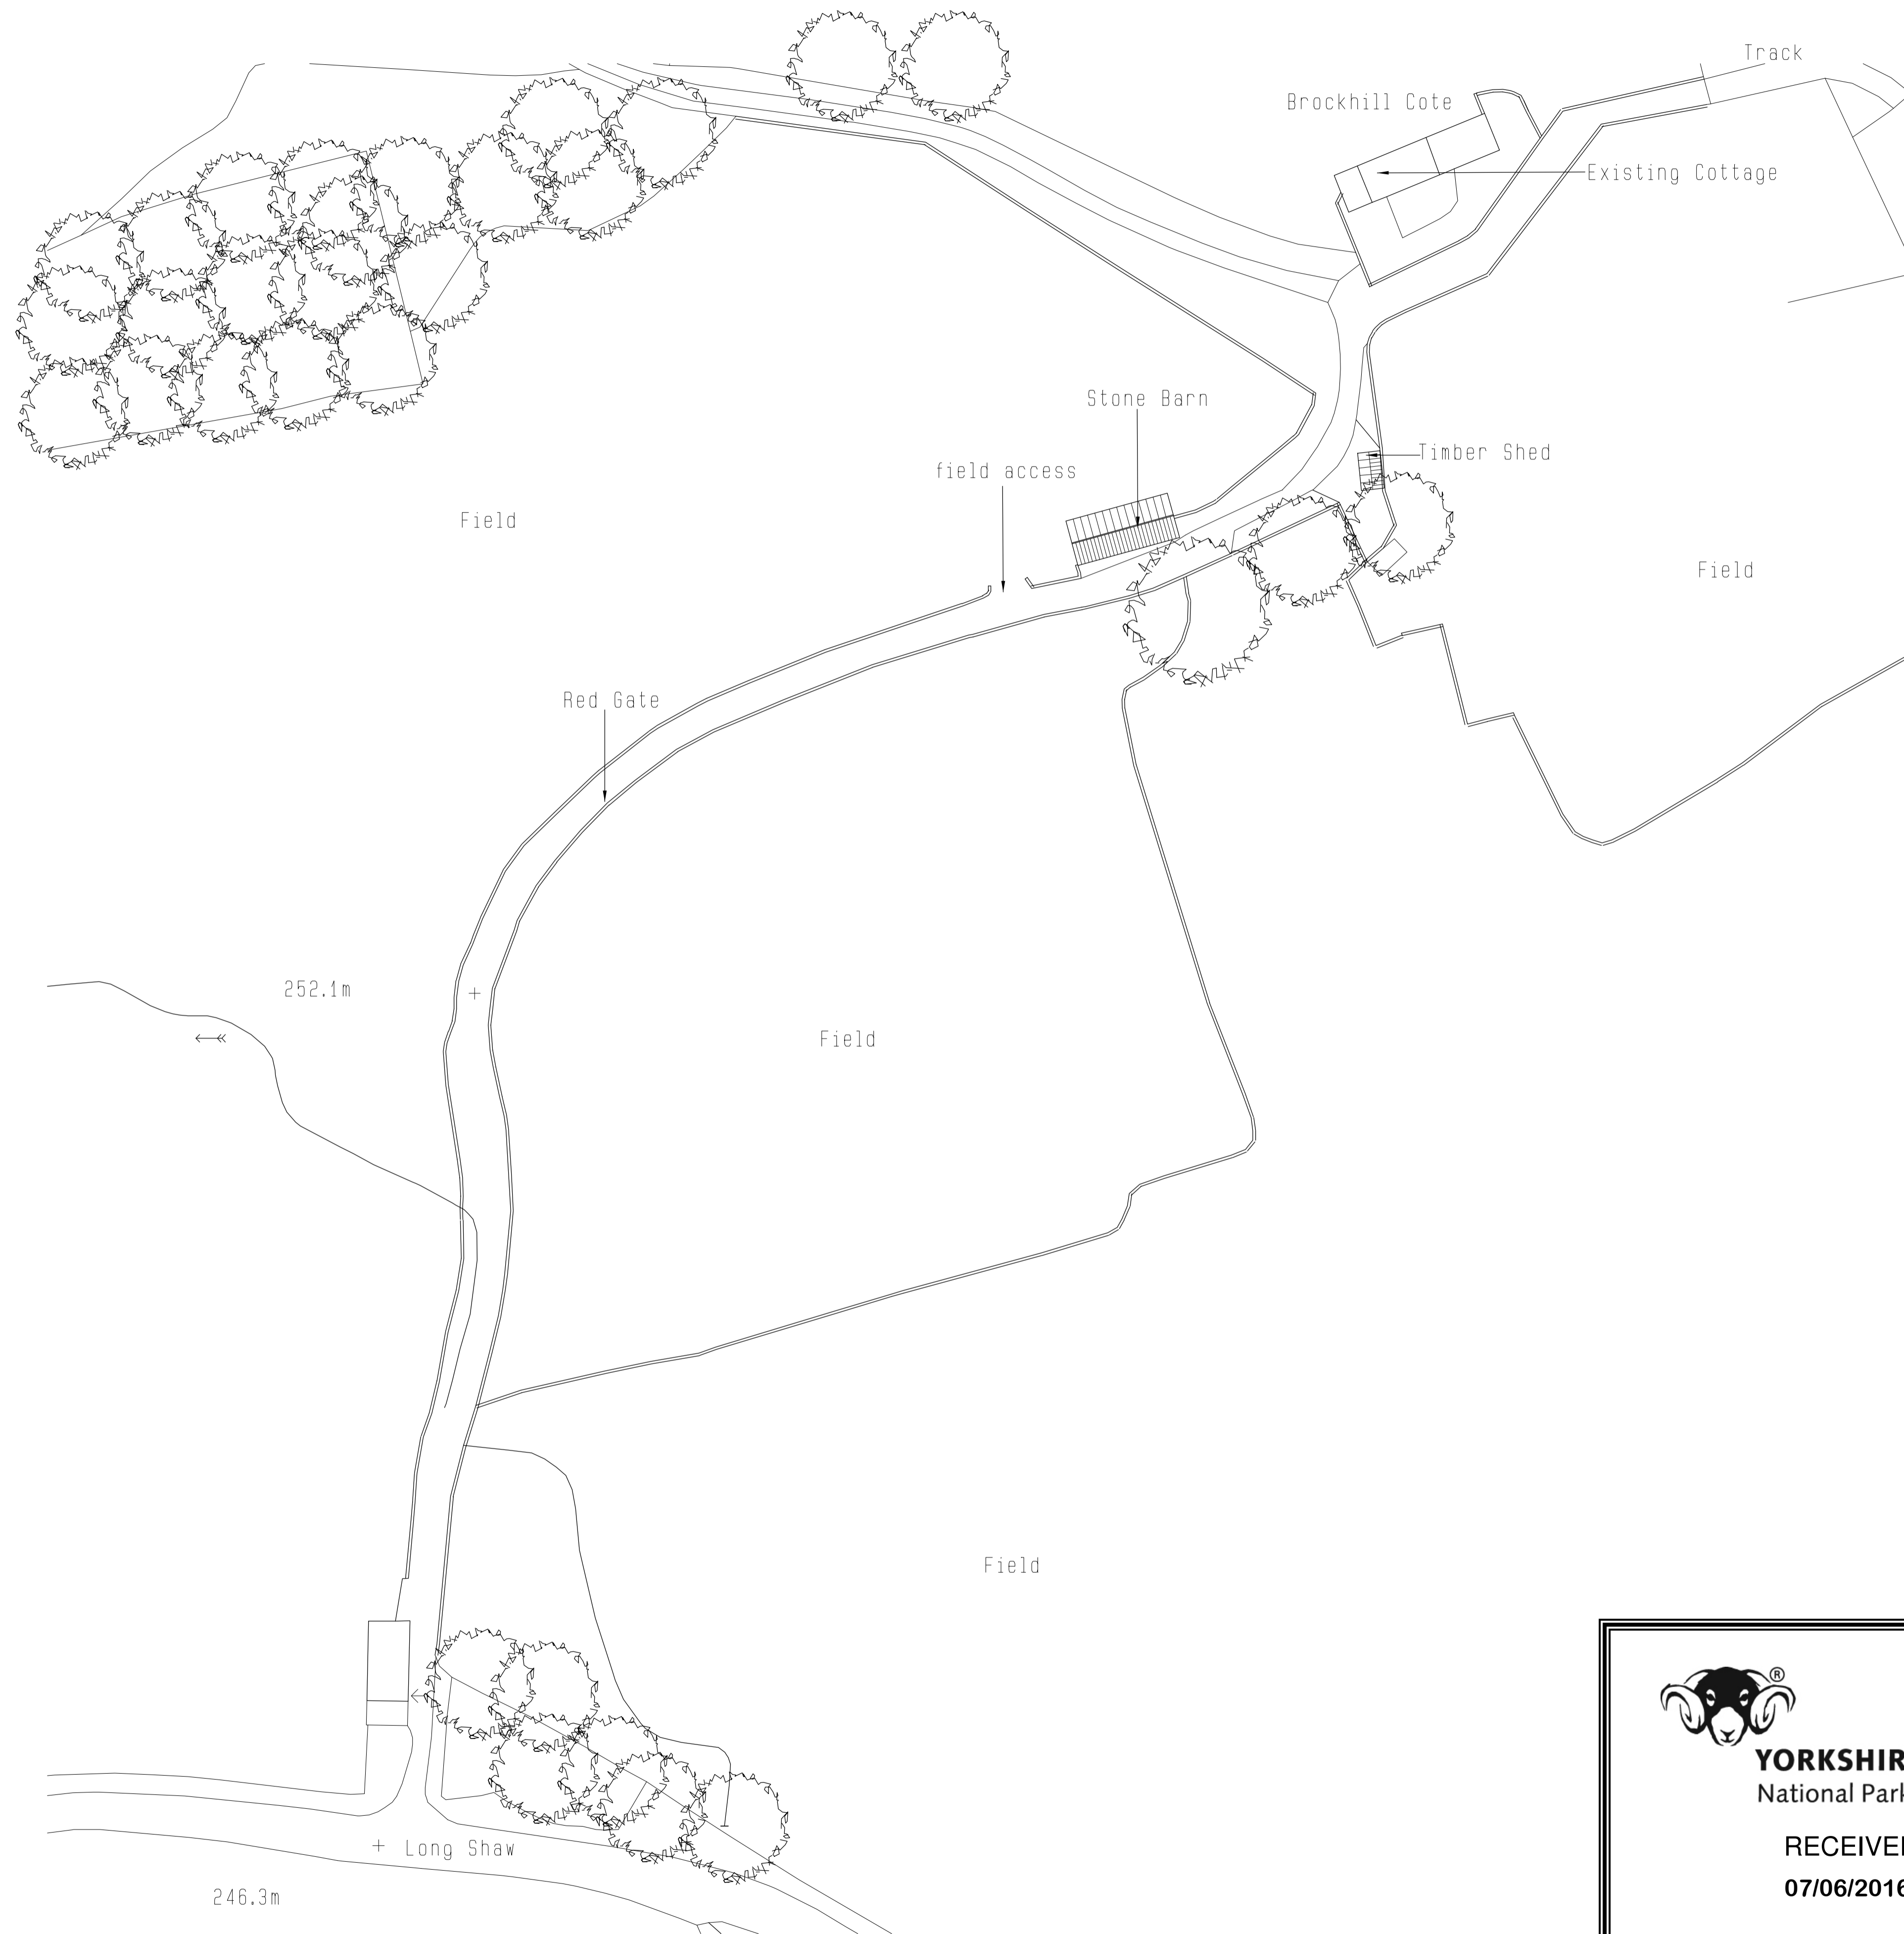 Track
Brockhill Cote
Existing Cottage
Stone Barn
Timber Shed
field access
Field
Field
Red Gate
252.1m
Field
Field
®
YORKSHIR
National Park
RECEIVE
07/06/2016
Long Shaw
246.3m